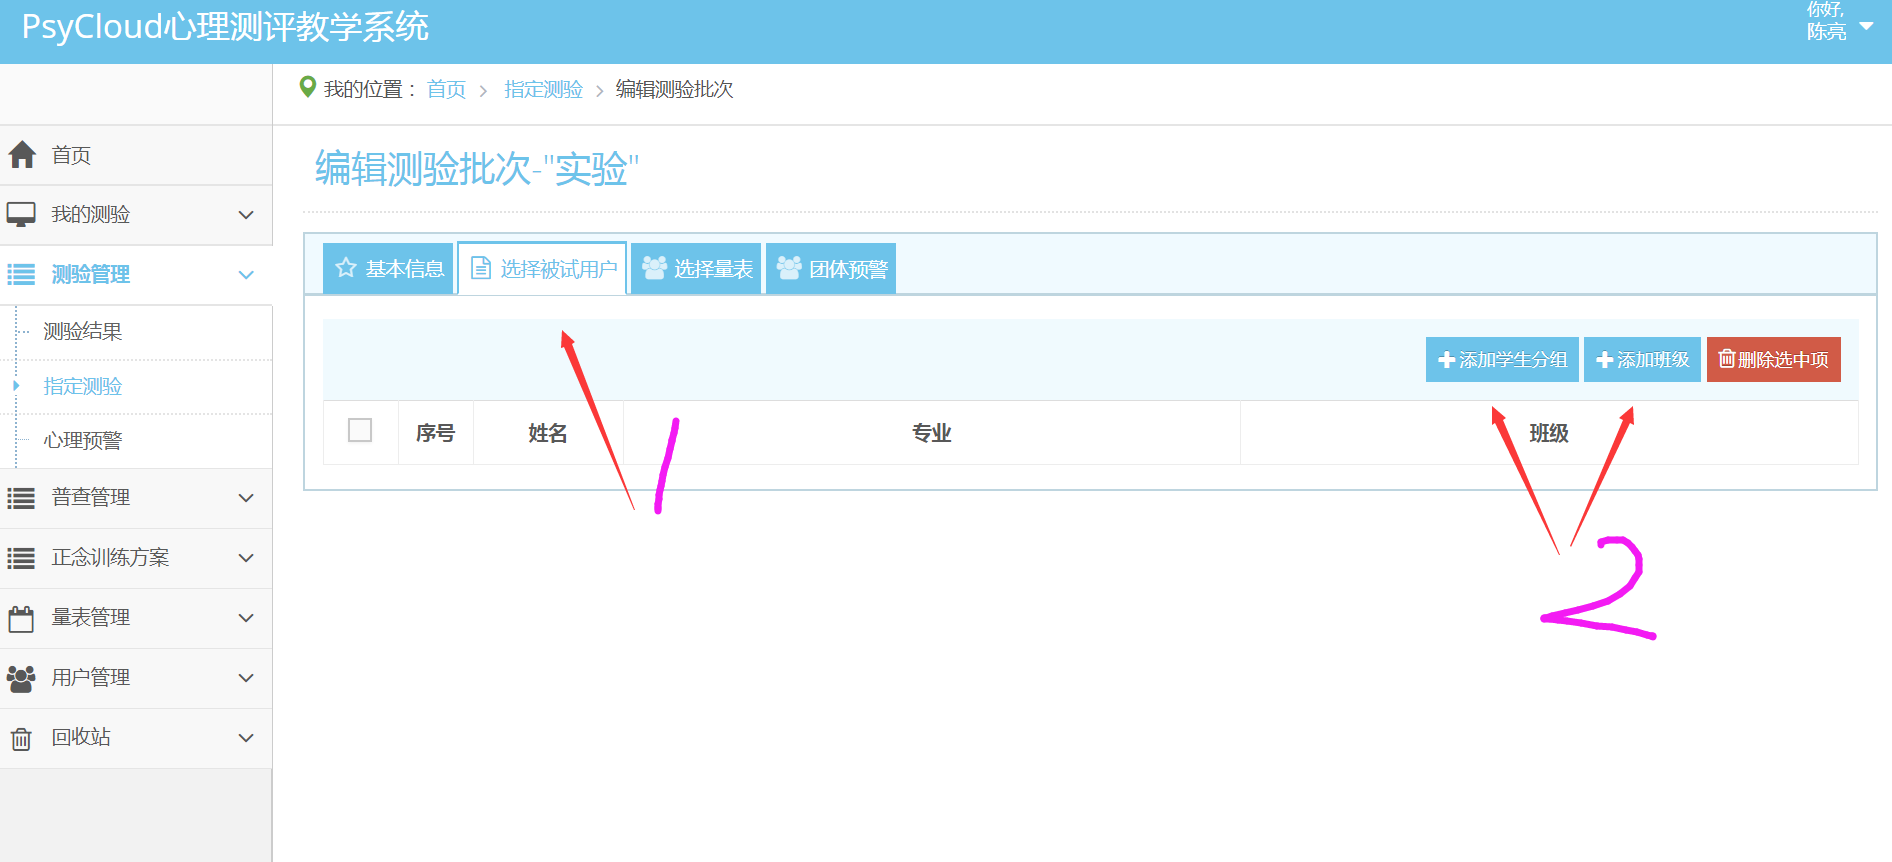 PsyCloud心理测评教学系统
你好,
陈亮
我的位置： 首页 > 指定测验 > 编辑测验批次
首页
我的测验
测验管理
测验结果
指定测验
心理预警
普查管理
正念训练方案
量表管理
用户管理
回收站
编辑测验批次-"实验"
基本信息 选择被试用户 选择量表 团体预警
添加学生分组 添加班级 删除选中项
序号 姓名 专业 班级
1
2